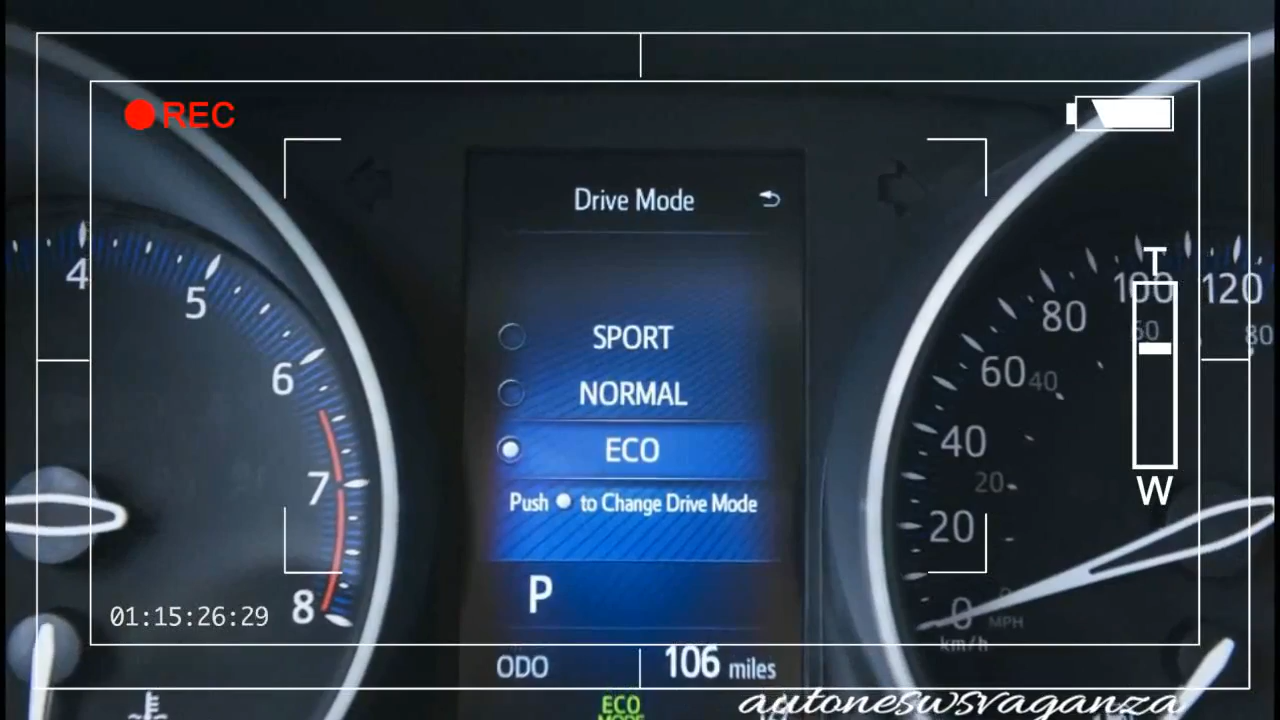 REC
Drive Mode
SPORT
NORMAL
ECO
Push to Change Drive Mode
P
ODO 106 miles
ECO
MODE
4
5
6
7
8
01:15:26:29
T
W
100 120
80
60
40
20
0
km/h
80
40
20
MPH
autoneswsvaganza